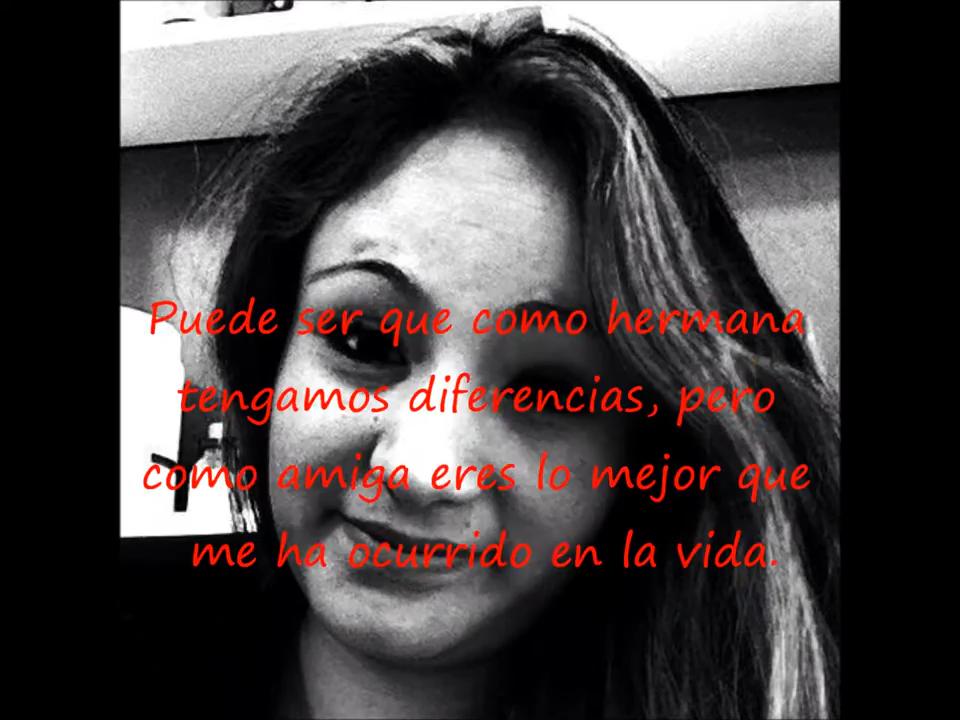 Puede ser que como hermana
tengamos diferencias, pero
como amiga eres lo mejor que
me ha ocurrido en la vida.